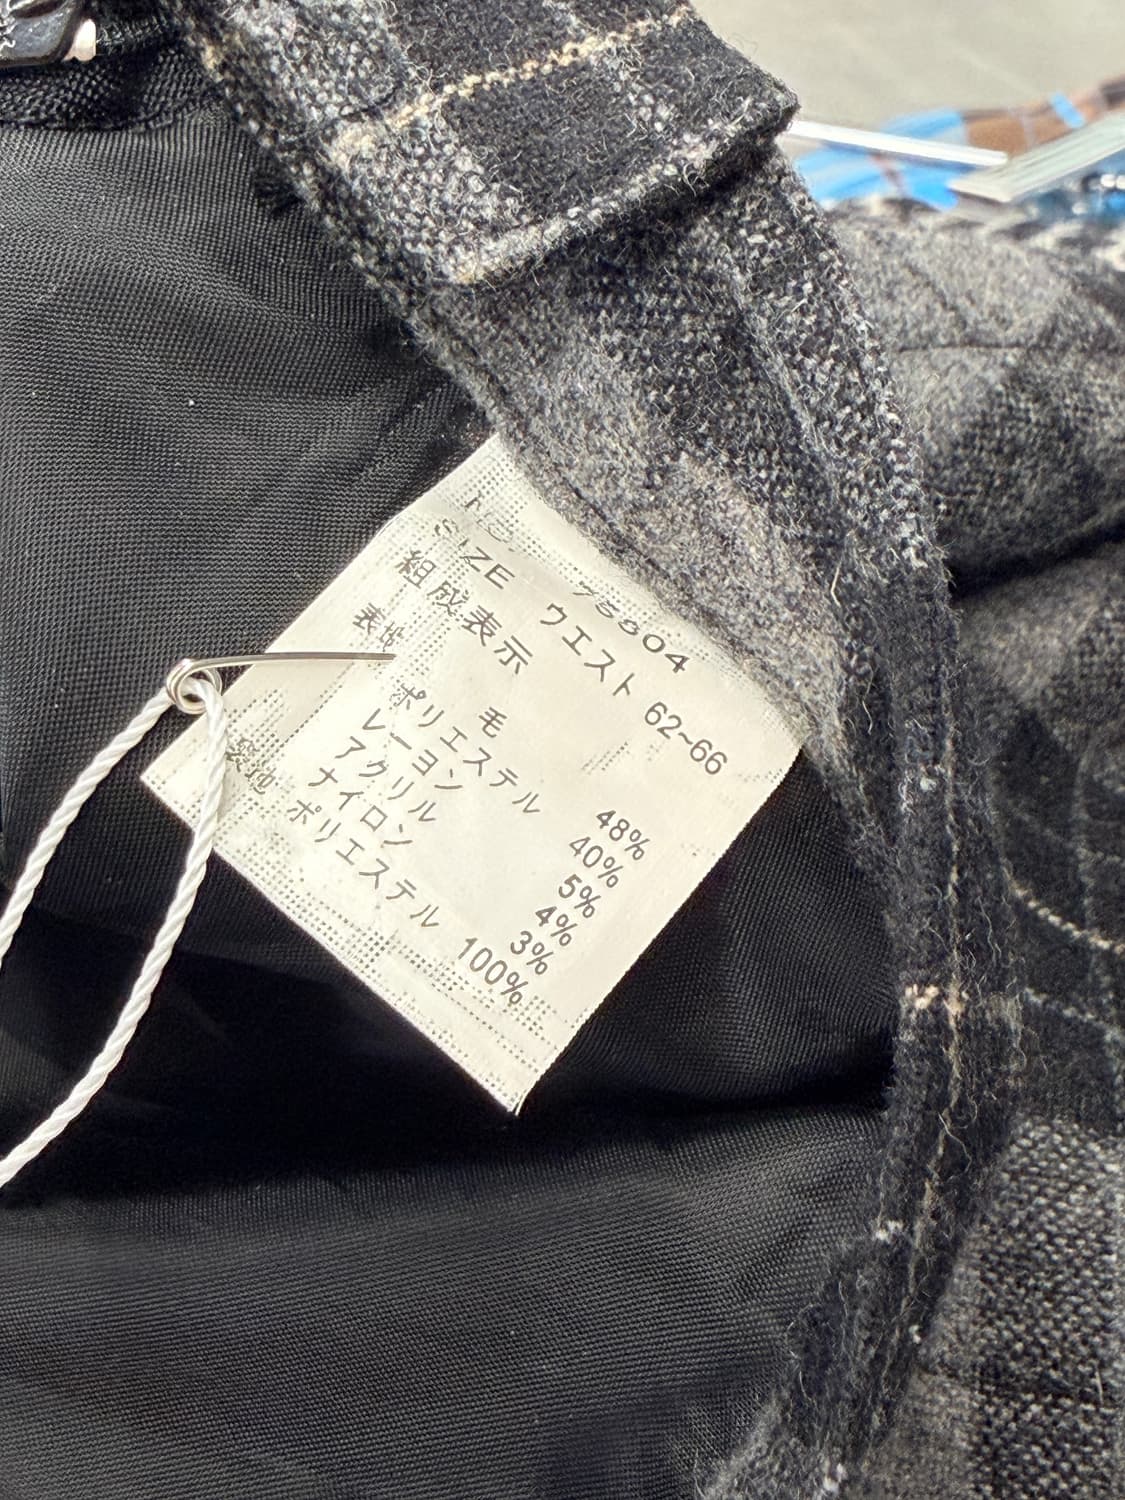 SIZE ウエスト 62~66
組成表示
表地
毛 48%
ポリエステル 40%
レーヨン 5%
アクリル 4%
ナイロン 3%
ポリエステル 100%